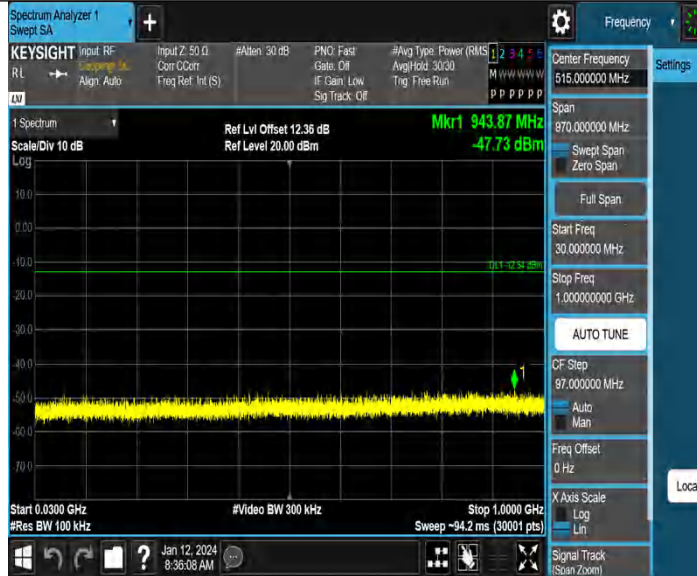 Spectrum Analyzer 1
Swept SA
+
Frequency
KEYSIGHT
RL
Input: RF
Coupling: DC
Align: Auto
Input Z: 50 Ω
Corr CCorr
Freq Ref: Int (S)
#Atten: 30 dB
PNO: Fast
Gate: Off
IF Gain: Low
Sig Track: Off
#Avg Type: Power (RMS
Avg|Hold: 30/30
Trig: Free Run
1 2 3 4 5 6
M W W W W W
P P P P P P
1 Spectrum
Scale/Div 10 dB
Log
Ref Lvl Offset 12.36 dB
Ref Level 20.00 dBm
Mkr1 943.87 MHz
-47.73 dBm
10.0
0.00
-10.0
-20.0
-30.0
-40.0
-50.0
-60.0
-70.0
DL1 -12.54 dBm
1
Start 0.0300 GHz
#Res BW 100 kHz
#Video BW 300 kHz
Stop 1.0000 GHz
Sweep ~94.2 ms (30001 pts)
Jan 12, 2024
8:36:08 AM
?
Center Frequency
515.000000 MHz
Settings
Span
970.000000 MHz
Swept Span
Zero Span
Full Span
Start Freq
30.000000 MHz
Stop Freq
1.000000000 GHz
AUTO TUNE
CF Step
97.000000 MHz
Auto
Man
Freq Offset
0 Hz
X Axis Scale
Log
Lin
Loca
Signal Track
(Span Zoom)